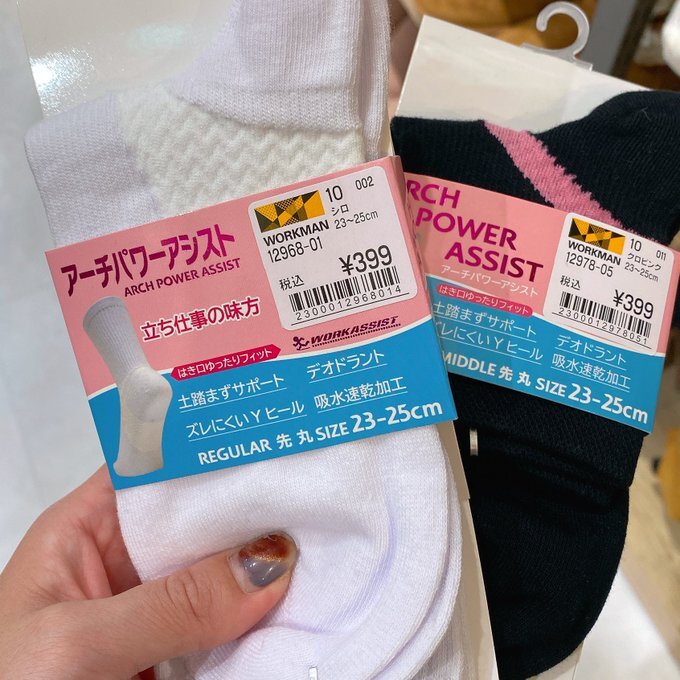 アーチパワーアシスト
ARCH POWER ASSIST
立ち仕事の味方
はき口ゆったりフィット
土踏まずサポート デオドラント
ズレにくいYヒール 吸水速乾加工
REGULAR 先丸 SIZE 23-25cm
WORKASSIST
WORKMAN
10 002
シロ
23~25cm
12968-01
税込
¥399
2300012968014
ARCH
POWER
ASSIST
アーチパワーアシスト
はき口ゆったりフィット
土踏まずサポート デオドラント
ズレにくいYヒール 吸水速乾加工
MIDDLE 先丸 SIZE 23-25cm
WORKMAN
10 011
クロピンク
23~25cm
12978-05
税込
¥399
2300012978051